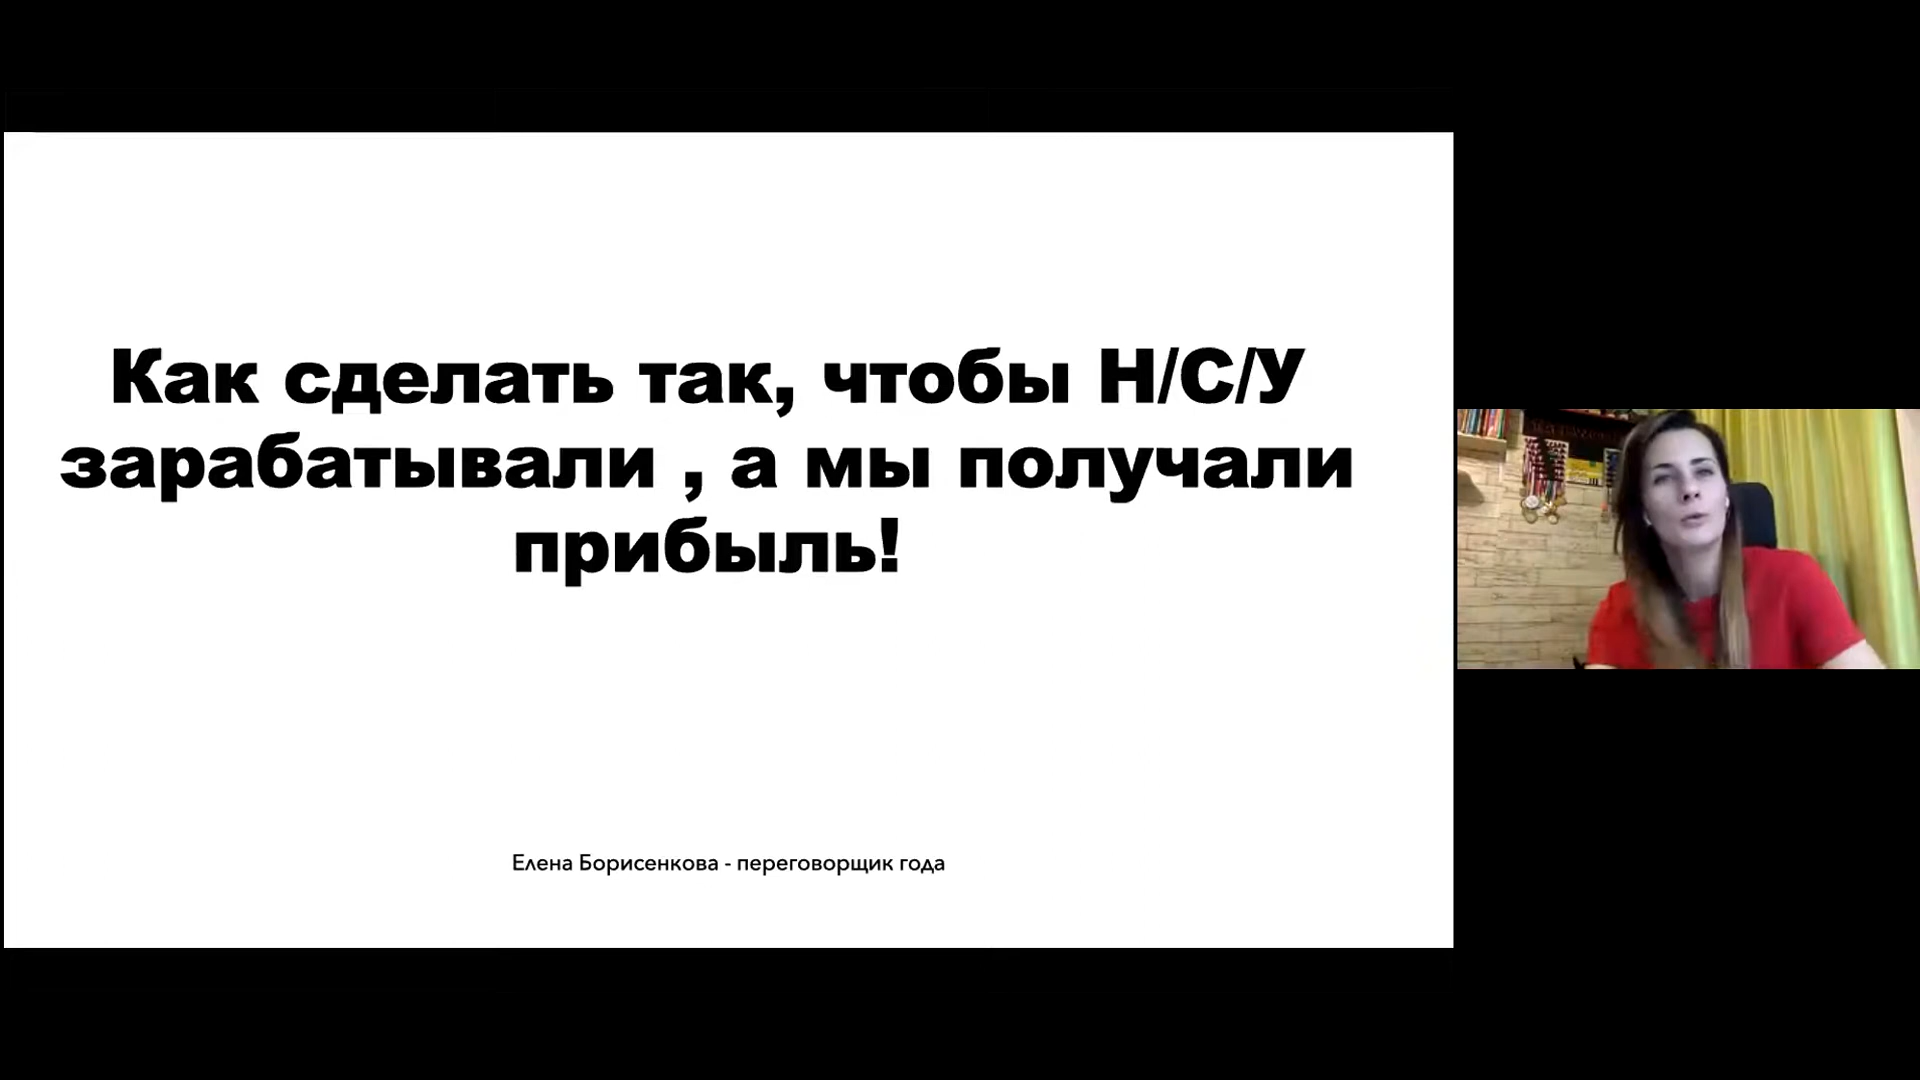 Как сделать так, чтобы Н/С/У
зарабатывали , а мы получали
прибыль!
Елена Борисенкова - переговорщик года